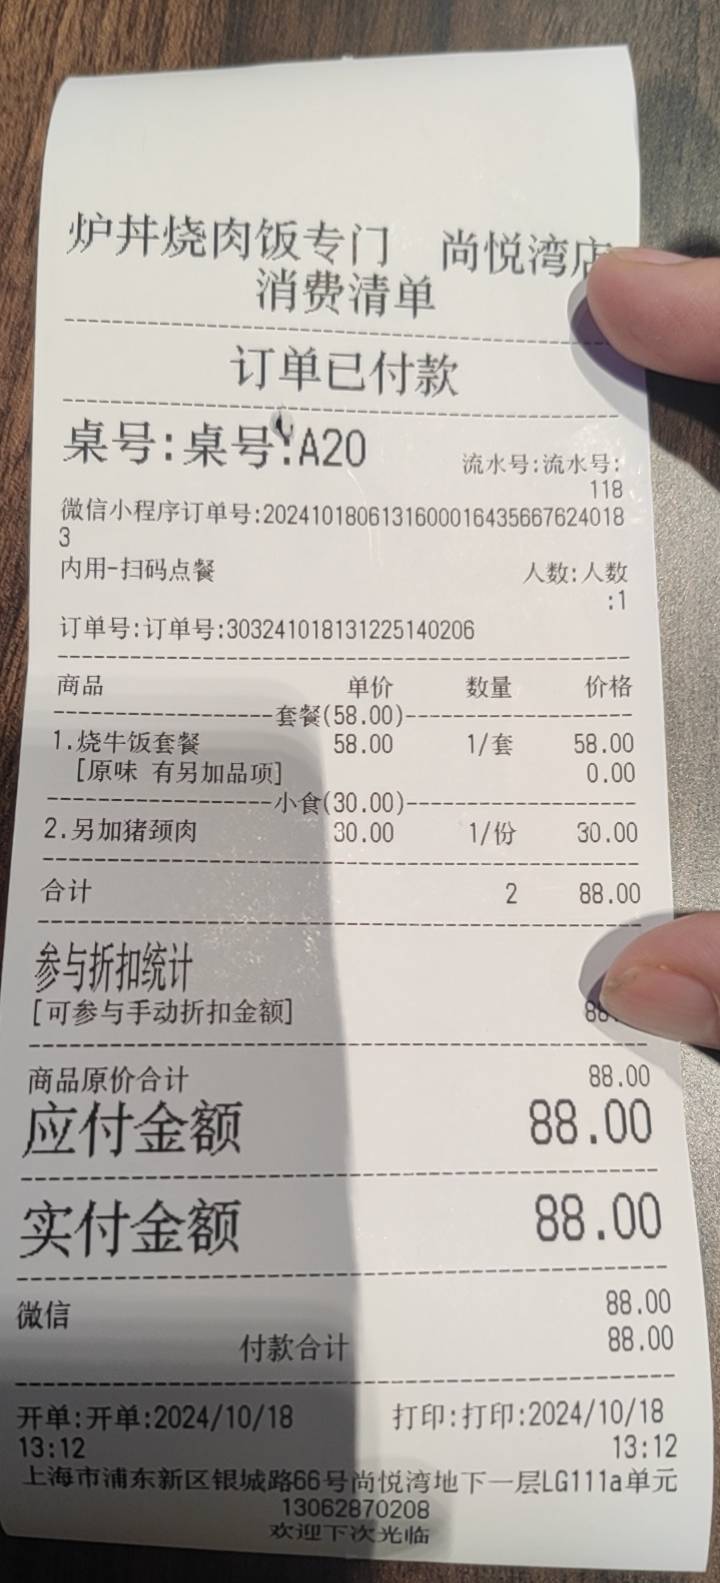 炉丼烧肉饭专门 尚悦湾店
消费清单
订单已付款
桌号:桌号:A20
流水号:流水号:
118
微信小程序订单号:2024101806131600016435667624018
3
内用-扫码点餐 人数:人数
:1
订单号:订单号:303241018131225140206
商品 单价 数量 价格
套餐(58.00)
1.烧牛饭套餐 58.00 1/套 58.00
[原味 有另加品项] 0.00
小食(30.00)
2.另加猪颈肉 30.00 1/份 30.00
合计 2 88.00
参与折扣统计
[可参与手动折扣金额]
商品原价合计 88.00
应付金额 88.00
实付金额 88.00
微信 88.00
付款合计 88.00
开单:开单:2024/10/18 打印:打印:2024/10/18
13:12 13:12
上海市浦东新区银城路66号尚悦湾地下一层LG111a单元
13062870208
欢迎下次光临